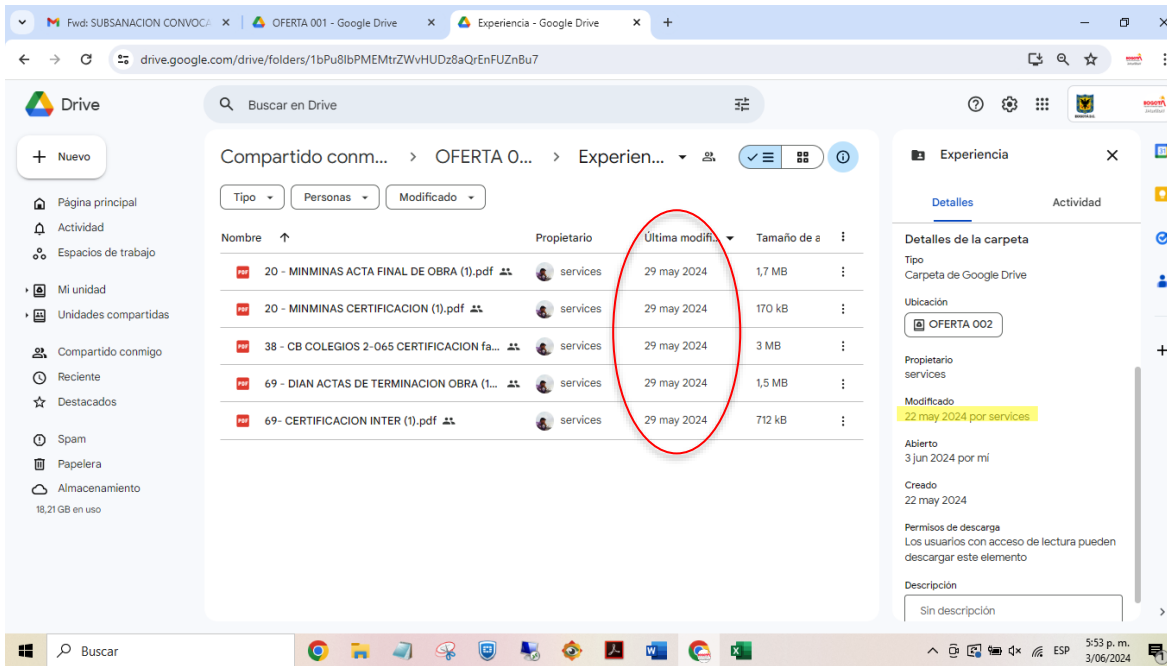 Fwd: SUBSANACION CONVOCA
OFERTA 001 - Google Drive
Experiencia - Google Drive
drive.google.com/drive/folders/1bPu8IbPMEMtrZWvHUDz8aQrEnFUZnBu7
Drive
Buscar en Drive
Nuevo
Página principal
Actividad
Espacios de trabajo
Mi unidad
Unidades compartidas
Compartido conmigo
Reciente
Destacados
Spam
Papelera
Almacenamiento
18,21 GB en uso
Compartido conm... > OFERTA 0... > Experien...
Tipo Personas Modificado
Nombre Propietario Última modifi... Tamaño de a
20 - MINMINAS ACTA FINAL DE OBRA (1).pdf services 29 may 2024 1,7 MB
20 - MINMINAS CERTIFICACION (1).pdf services 29 may 2024 170 kB
38 - CB COLEGIOS 2-065 CERTIFICACION fa... services 29 may 2024 3 MB
69 - DIAN ACTAS DE TERMINACION OBRA (1... services 29 may 2024 1,5 MB
69- CERTIFICACION INTER (1).pdf services 29 may 2024 712 kB
Experiencia
Detalles Actividad
Detalles de la carpeta
Tipo
Carpeta de Google Drive
Ubicación
OFERTA 002
Propietario
services
Modificado
22 may 2024 por services
Abierto
3 jun 2024 por mí
Creado
22 may 2024
Permisos de descarga
Los usuarios con acceso de lectura pueden
descargar este elemento
Descripción
Sin descripción
Buscar
ESP
5:53 p. m.
3/06/2024